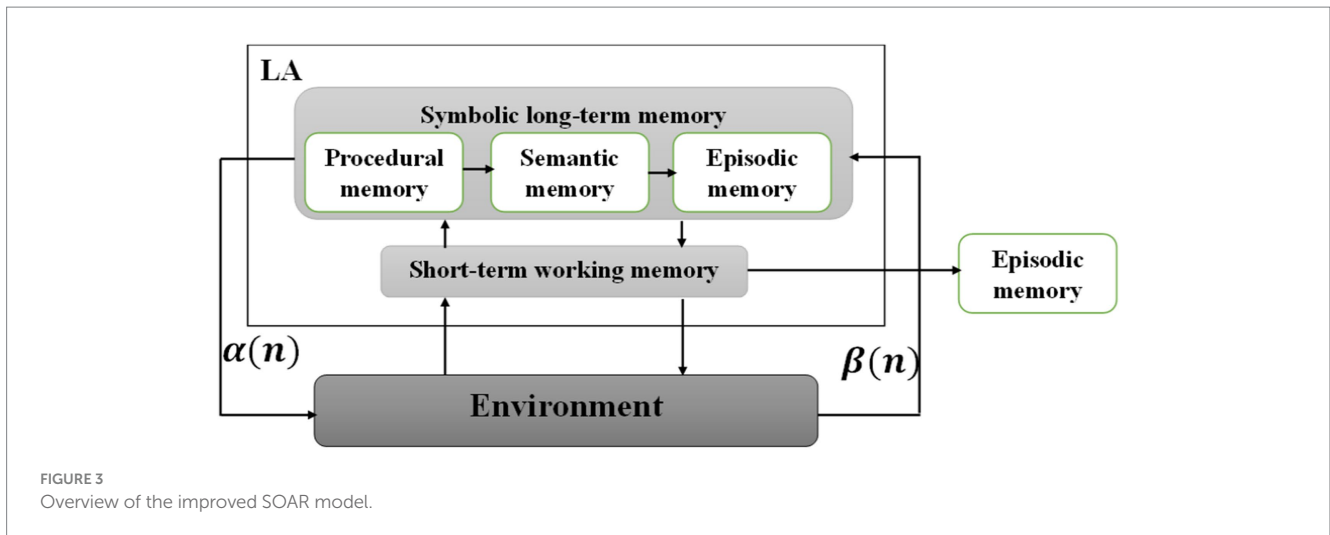 LA
Symbolic long-term memory
Procedural
memory
Semantic
memory
Episodic
memory
Short-term working memory
Episodic
memory
α(n)
β(n)
Environment
FIGURE 3
Overview of the improved SOAR model.